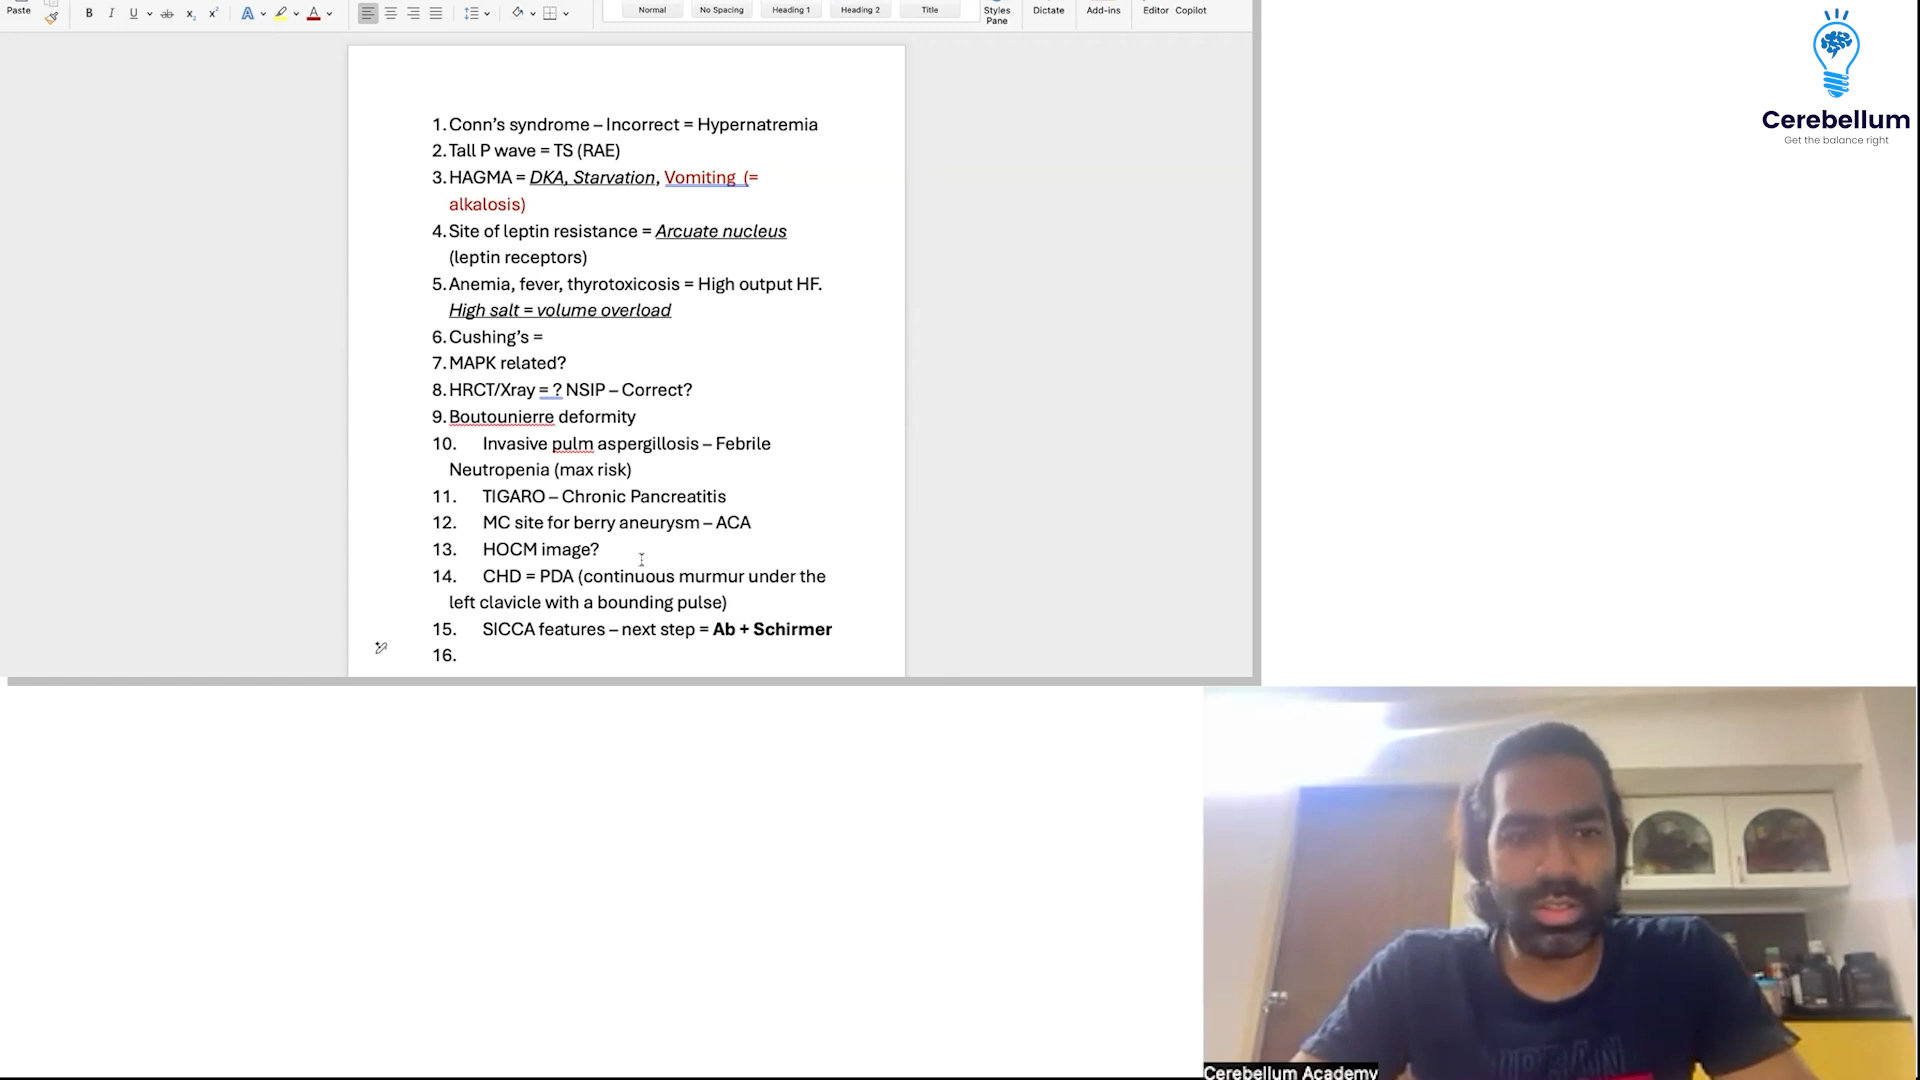 Paste
B I U ab x₂ x² A A
Normal No Spacing Heading 1 Heading 2 Title
Styles Pane
Dictate
Add-ins
Editor
Copilot
Cerebellum
Get the balance right
1. Conn’s syndrome – Incorrect = Hypernatremia
2. Tall P wave = TS (RAE)
3. HAGMA = DKA, Starvation, Vomiting (=
alkalosis)
4. Site of leptin resistance = Arcuate nucleus
(leptin receptors)
5. Anemia, fever, thyrotoxicosis = High output HF.
High salt = volume overload
6. Cushing’s =
7. MAPK related?
8. HRCT/Xray = ? NSIP – Correct?
9. Boutounierre deformity
10. Invasive pulm aspergillosis – Febrile
Neutropenia (max risk)
11. TIGARO – Chronic Pancreatitis
12. MC site for berry aneurysm – ACA
13. HOCM image?
14. CHD = PDA (continuous murmur under the
left clavicle with a bounding pulse)
15. SICCA features – next step = Ab + Schirmer
16.
Cerebellum Academy